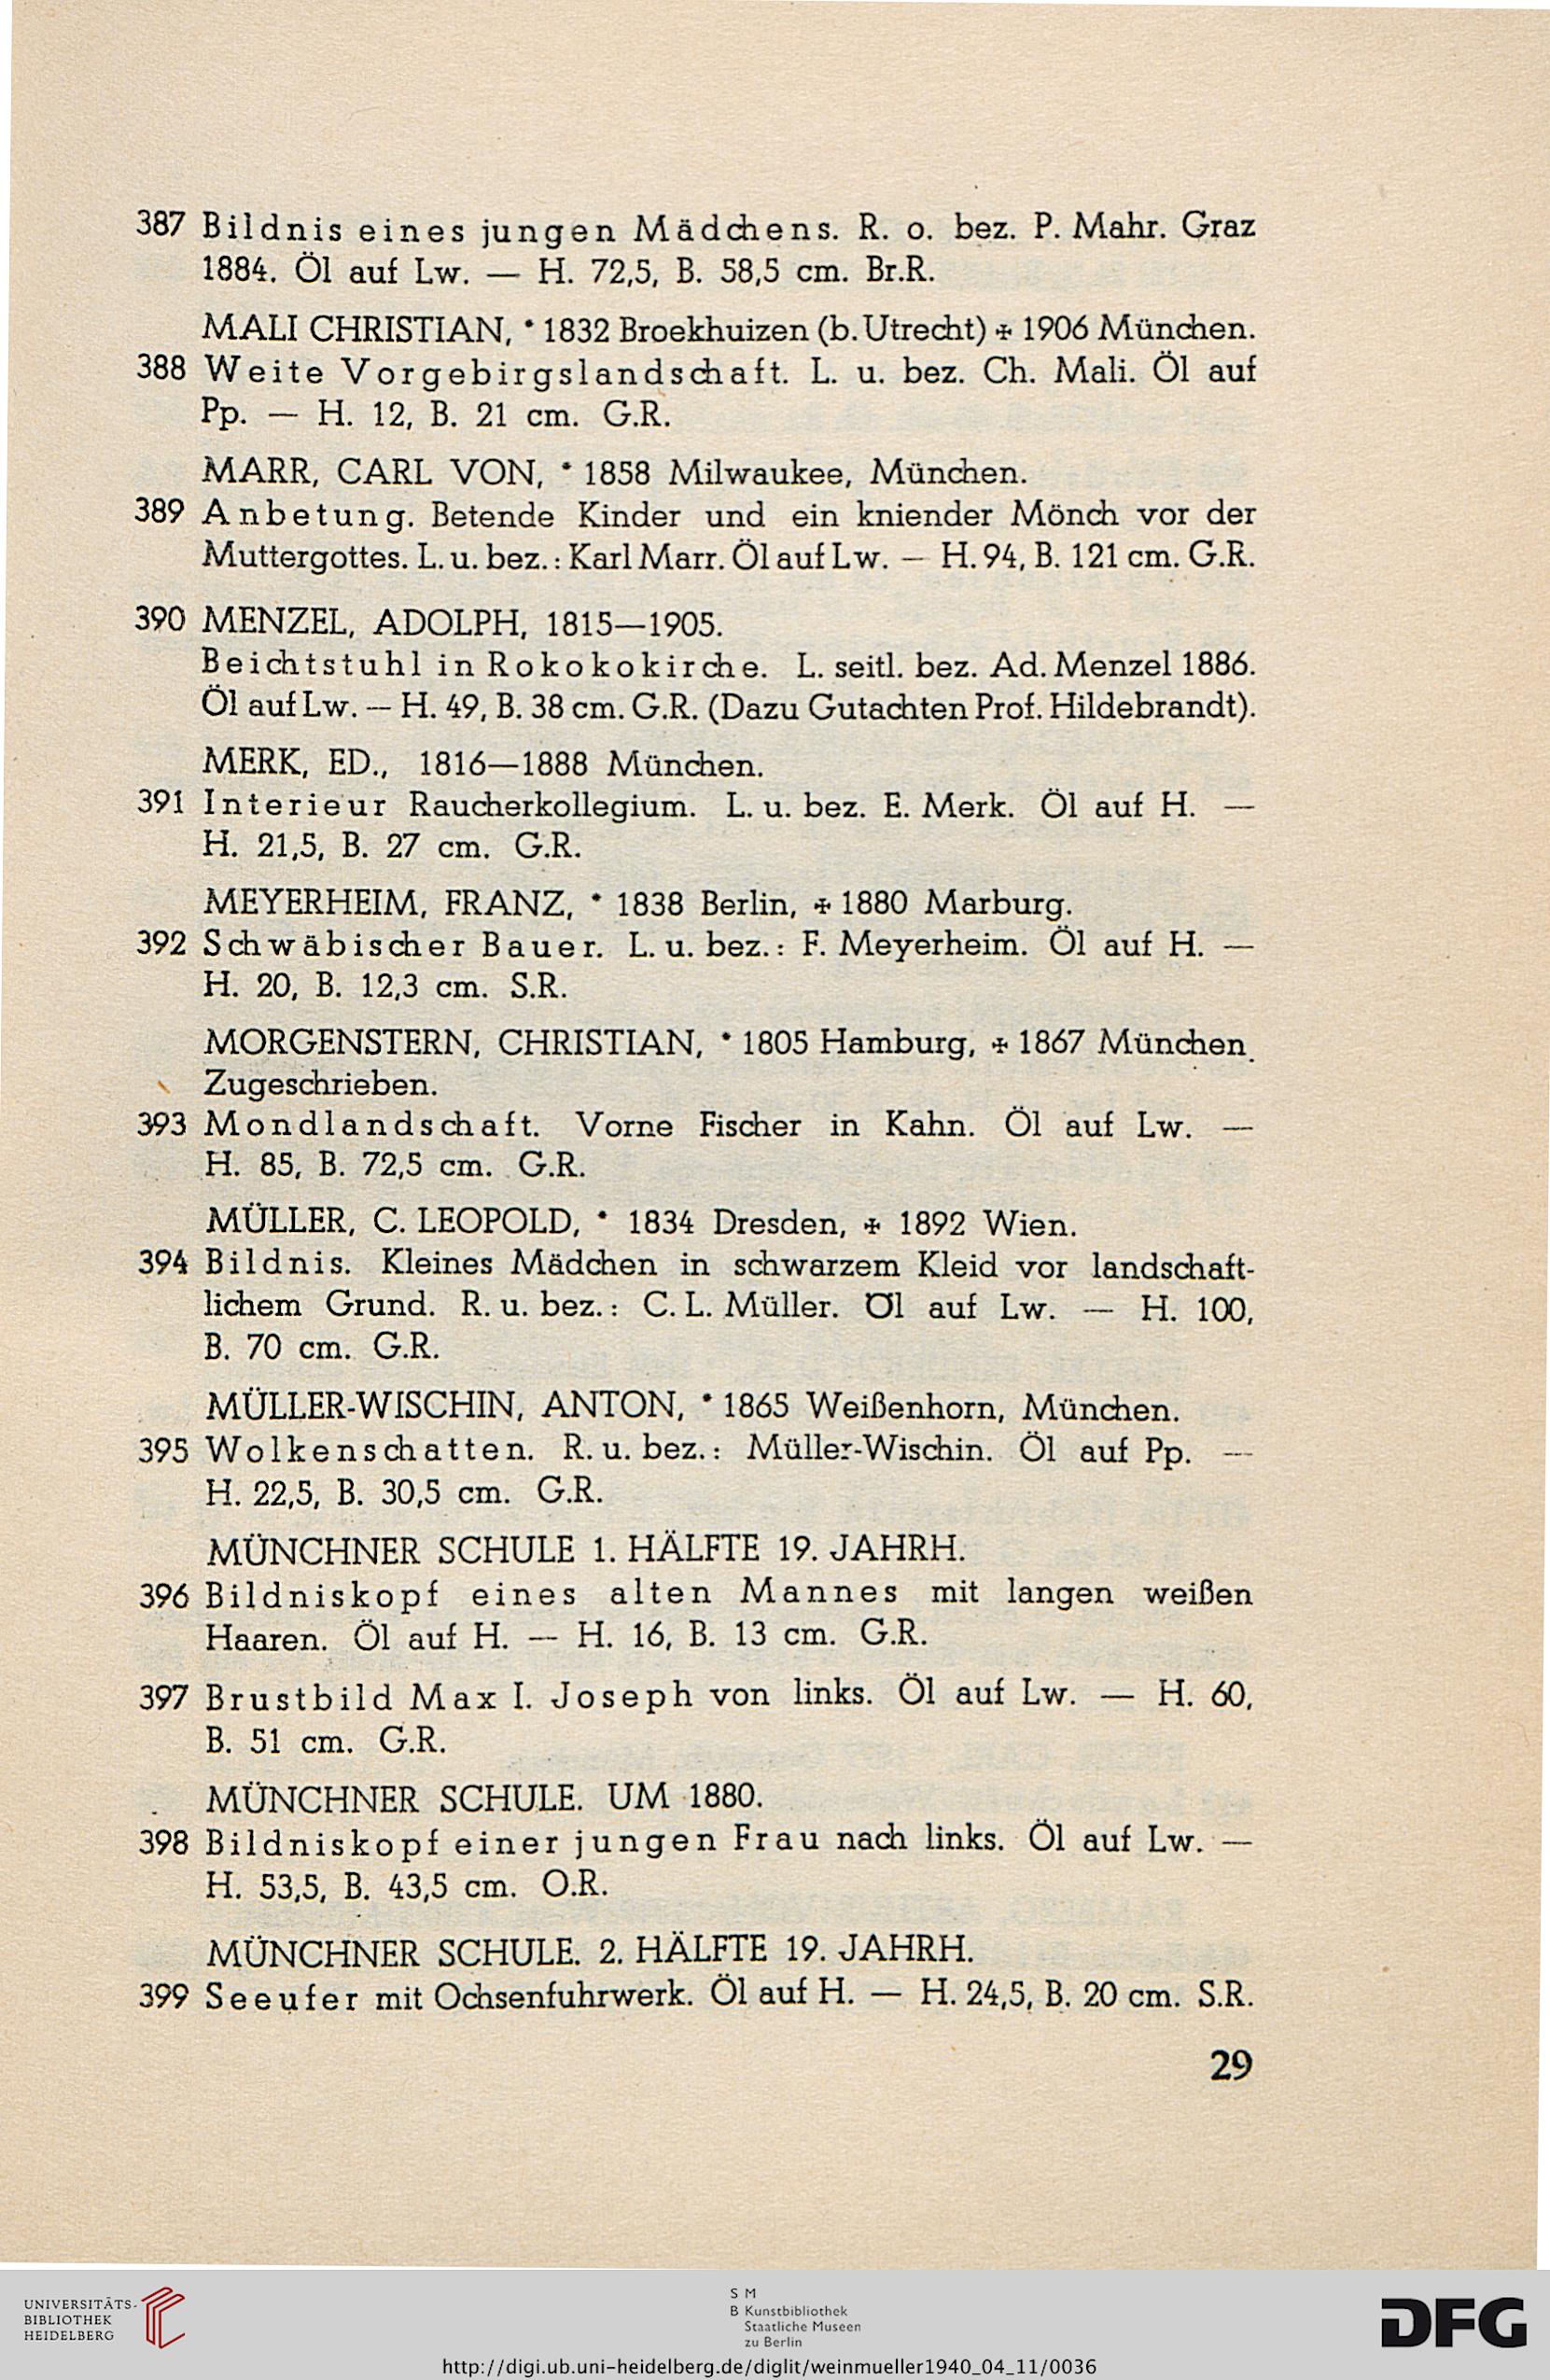 387 Bildnis eines jungen Mädchens. R. o. bez. P. Mahr. Graz
1884. Öl auf Lw. — H. 72,5, B. 58,5 cm. Br.R.
MALI CHRISTIAN, * 1832 Broekhuizen (b. Utrecht) ✠ 1906 München.
388 Weite Vorgebirgslandschaft. L. u. bez. Ch. Mali. Öl auf
Pp. — H. 12, B. 21 cm. G.R.
MARR, CARL VON, * 1858 Milwaukee, München.
389 Anbetung. Betende Kinder und ein kniender Mönch vor der
Muttergottes. L. u. bez.: Karl Marr. Öl auf Lw. — H. 94, B. 121 cm. G.R.
390 MENZEL, ADOLPH, 1815—1905.
Beichtstuhl in Rokokokirche. L. seitl. bez. Ad. Menzel 1886.
Öl auf Lw. — H. 49, B. 38 cm. G.R. (Dazu Gutachten Prof. Hildebrandt).
MERK, ED., 1816—1888 München.
391 Interieur Raucherkollegium. L. u. bez. E. Merk. Öl auf H. —
H. 21,5, B. 27 cm. G.R.
MEYERHEIM, FRANZ, * 1838 Berlin, ✠ 1880 Marburg.
392 Schwäbischer Bauer. L. u. bez.: F. Meyerheim. Öl auf H. —
H. 20, B. 12,3 cm. S.R.
MORGENSTERN, CHRISTIAN, * 1805 Hamburg, ✠ 1867 München.
Zugeschrieben.
393 Mondlandschaft. Vorne Fischer in Kahn. Öl auf Lw. —
H. 85, B. 72,5 cm. G.R.
MÜLLER, C. LEOPOLD, * 1834 Dresden, ✠ 1892 Wien.
394 Bildnis. Kleines Mädchen in schwarzem Kleid vor landschaft-
lichem Grund. R. u. bez.: C. L. Müller. Öl auf Lw. — H. 100,
B. 70 cm. G.R.
MÜLLER-WISCHIN, ANTON, * 1865 Weißenhorn, München.
395 Wolkenschatten. R. u. bez.: Müller-Wischin. Öl auf Pp. —
H. 22,5, B. 30,5 cm. G.R.
MÜNCHNER SCHULE 1. HÄLFTE 19. JAHRH.
396 Bildniskopf eines alten Mannes mit langen weißen
Haaren. Öl auf H. — H. 16, B. 13 cm. G.R.
397 Brustbild Max I. Joseph von links. Öl auf Lw. — H. 60,
B. 51 cm. G.R.
MÜNCHNER SCHULE. UM 1880.
398 Bildniskopf einer jungen Frau nach links. Öl auf Lw. —
H. 53,5, B. 43,5 cm. O.R.
MÜNCHNER SCHULE. 2. HÄLFTE 19. JAHRH.
399 Seeufer mit Ochsenfuhrwerk. Öl auf H. — H. 24,5, B. 20 cm. S.R.
29
UNIVERSITÄTS-
BIBLIOTHEK
HEIDELBERG
S M
B Kunstbibliothek
Staatliche Museen
zu Berlin
DFG
http://digi.ub.uni-heidelberg.de/diglit/weinmueller1940_04_11/0036